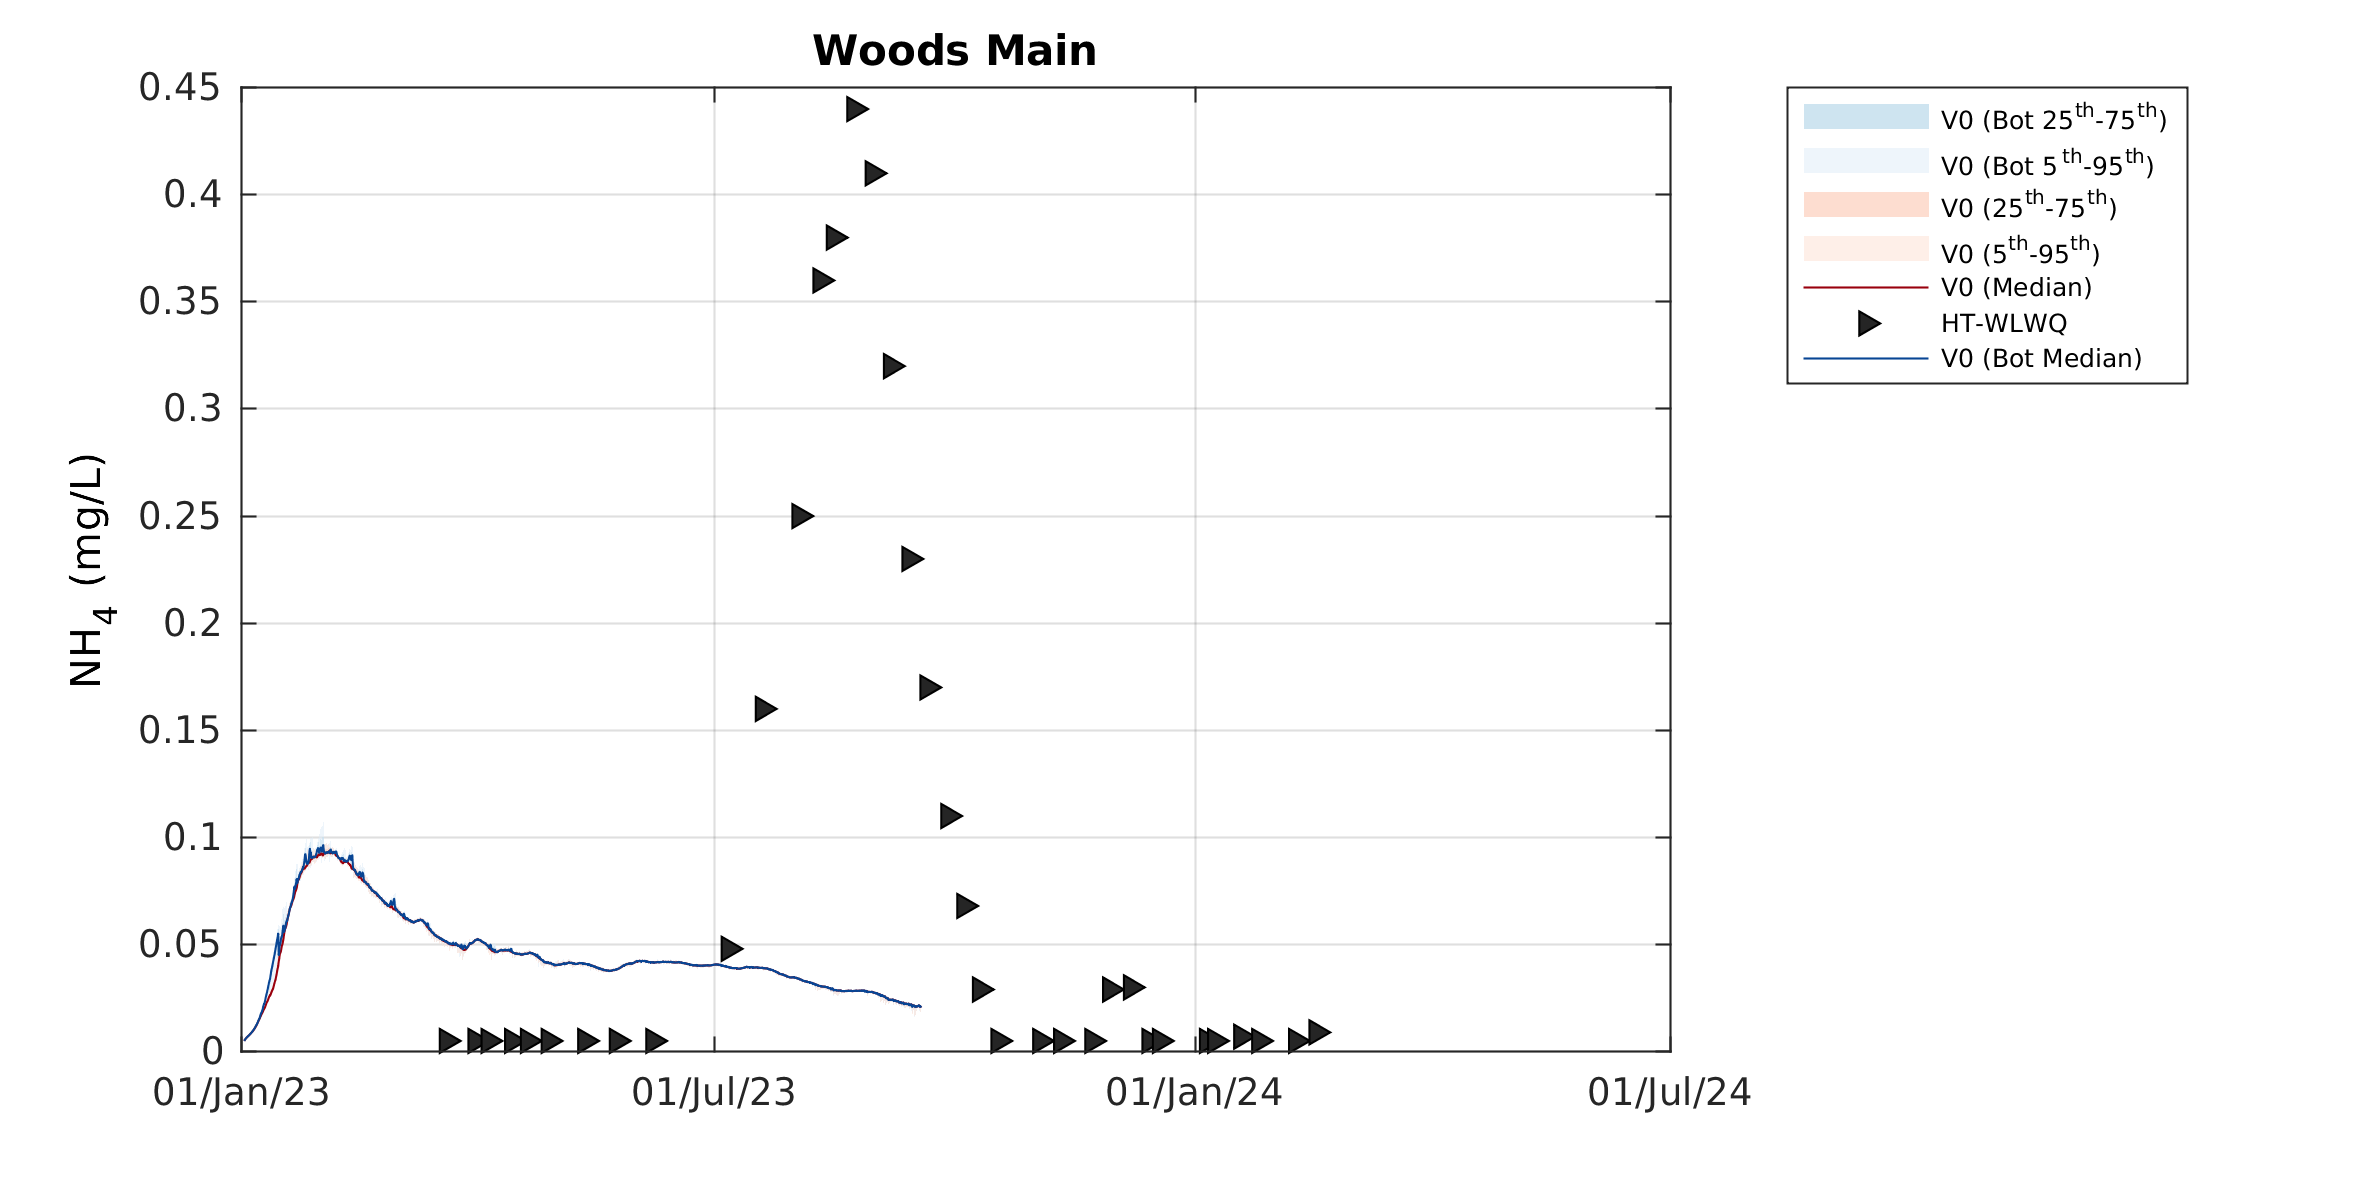 Woods Main
NH4 (mg/L)
0.45
0.4
0.35
0.3
0.25
0.2
0.15
0.1
0.05
0
01/Jan/23
01/Jul/23
01/Jan/24
01/Jul/24
V0 (Bot 25th-75th)
V0 (Bot 5th-95th)
V0 (25th-75th)
V0 (5th-95th)
V0 (Median)
HT-WLWQ
V0 (Bot Median)